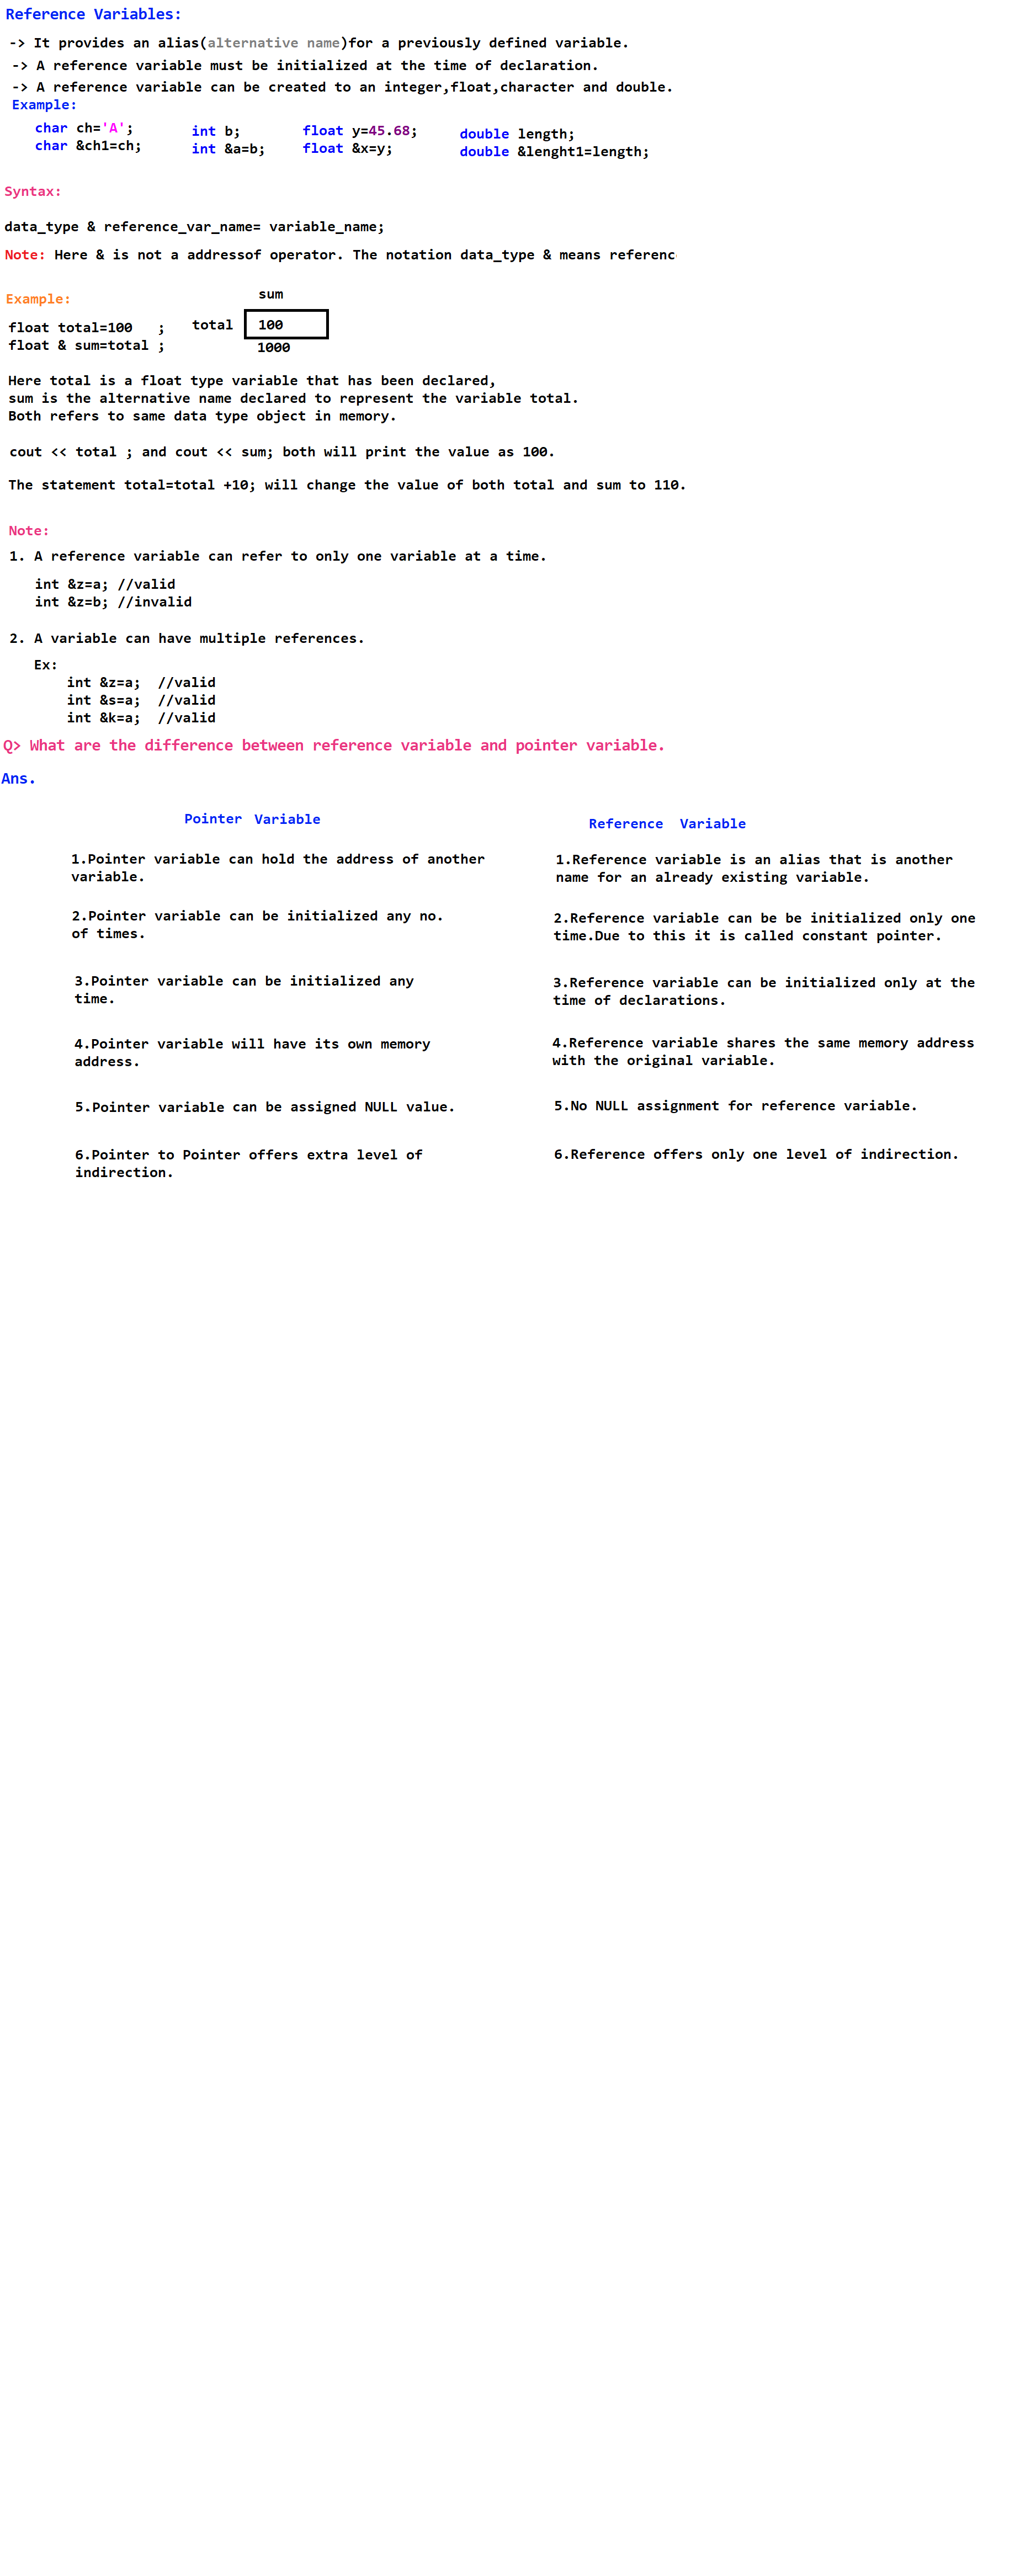 Reference Variables:
-> It provides an alias(alternative name)for a previously defined variable.
-> A reference variable must be initialized at the time of declaration.
-> A reference variable can be created to an integer,float,character and double.
Example:
char ch='A';
char &ch1=ch;
int b;
int &a=b;
float y=45.68;
float &x=y;
double length;
double &lenght1=length;
Syntax:
data_type & reference_var_name= variable_name;
Note: Here & is not a addressof operator. The notation data_type & means referenc
Example:
float total=100 ;
float & sum=total ;
sum
total 100
1000
Here total is a float type variable that has been declared,
sum is the alternative name declared to represent the variable total.
Both refers to same data type object in memory.
cout << total ; and cout << sum; both will print the value as 100.
The statement total=total +10; will change the value of both total and sum to 110.
Note:
1. A reference variable can refer to only one variable at a time.
int &z=a; //valid
int &z=b; //invalid
2. A variable can have multiple references.
Ex:
int &z=a; //valid
int &s=a; //valid
int &k=a; //valid
Q> What are the difference between reference variable and pointer variable.
Ans.
Pointer Variable
1.Pointer variable can hold the address of another
variable.
2.Pointer variable can be initialized any no.
of times.
3.Pointer variable can be initialized any
time.
4.Pointer variable will have its own memory
address.
5.Pointer variable can be assigned NULL value.
6.Pointer to Pointer offers extra level of
indirection.
Reference Variable
1.Reference variable is an alias that is another
name for an already existing variable.
2.Reference variable can be be initialized only one
time.Due to this it is called constant pointer.
3.Reference variable can be initialized only at the
time of declarations.
4.Reference variable shares the same memory address
with the original variable.
5.No NULL assignment for reference variable.
6.Reference offers only one level of indirection.